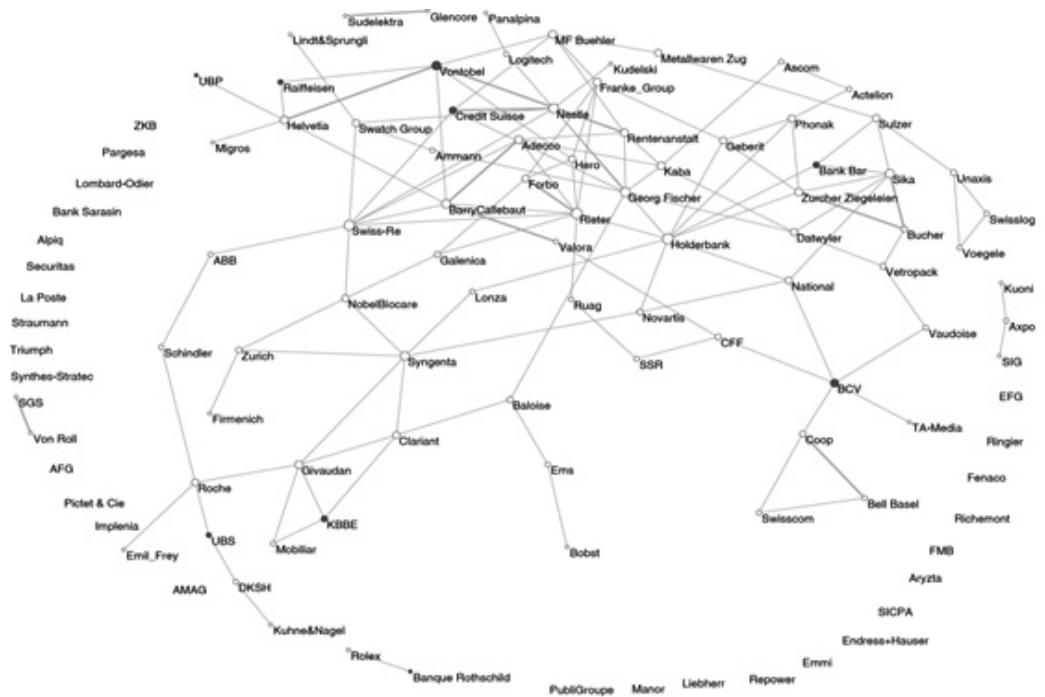 Sudelektra
Glencore
Panalpina
Lindt&Sprungli
MF Buehler
Logitech
Metallwaren Zug
Kudelski
Ascom
Vontobel
UBP
Raiffeisen
Franke_Group
Actelion
Credit Suisse
Nestle
Helvetia
Swatch Group
ZKB
Rentenanstalt
Phonak
Sulzer
Migros
Adecco
Geberit
Pargesa
Ammann
Hero
Kaba
Bank Bar
Sika
Unaxis
Lombard-Odier
Forbo
Georg Fischer
Zürcher Ziegeleien
Bank Sarasin
BarryCallebaut
Rieter
Swisslog
Swiss-Re
Bucher
Alpiq
Valora
Holderbank
Datwyler
Voegele
ABB
Galenica
Securitas
Vetropack
National
Kuoni
La Poste
NobelBiocare
Lonza
Ruag
Novartis
Straumann
Axpo
Vaudoise
CFF
Triumph
Schindler
Zurich
Syngenta
SSR
SIG
Synthes-Stratec
BCV
SGS
EFG
Baloise
Firmenich
TA-Media
Von Roll
Clariant
Coop
Ringler
AFG
Givaudan
Ems
Fenaco
Roche
Pictet & Cie
Bell Basel
Implenia
KBBE
Swisscom
Richemont
UBS
Emil_Frey
Mobiliar
Bobst
FMB
AMAG
DKSH
Aryzta
SICPA
Kuhne&Nagel
Endress+Hauser
Rolex
Emmi
Banque Rothschild
Repower
Liebherr
PubliGroupe
Manor